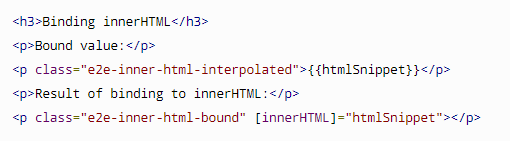 <h3>Binding innerHTML</h3>
<p>Bound value:</p>
<p class="e2e-inner-html-interpolated">{{htmlSnippet}}</p>
<p>Result of binding to innerHTML:</p>
<p class="e2e-inner-html-bound" [innerHTML]="htmlSnippet"></p>